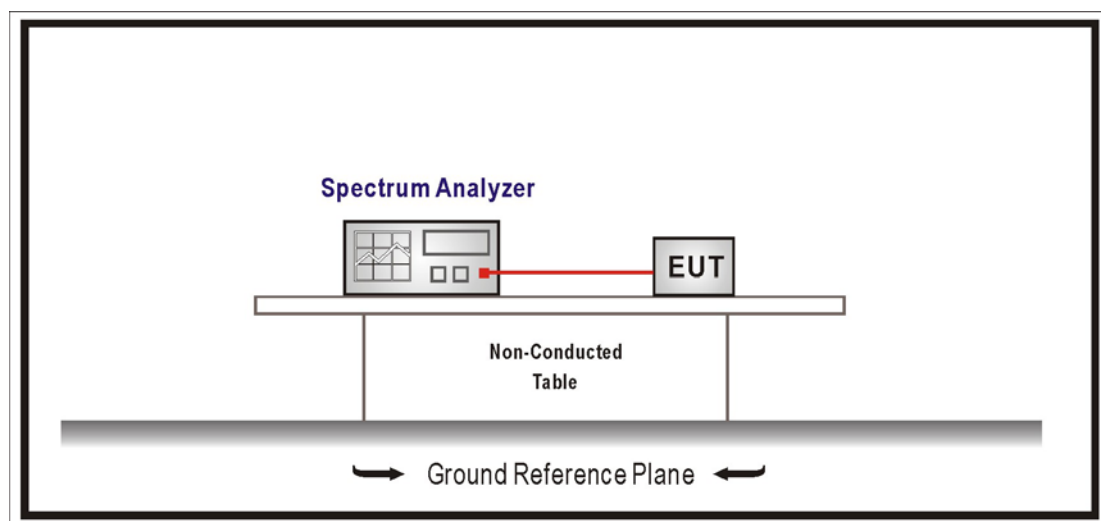 Spectrum Analyzer
EUT
Non-Conducted
Table
Ground Reference Plane